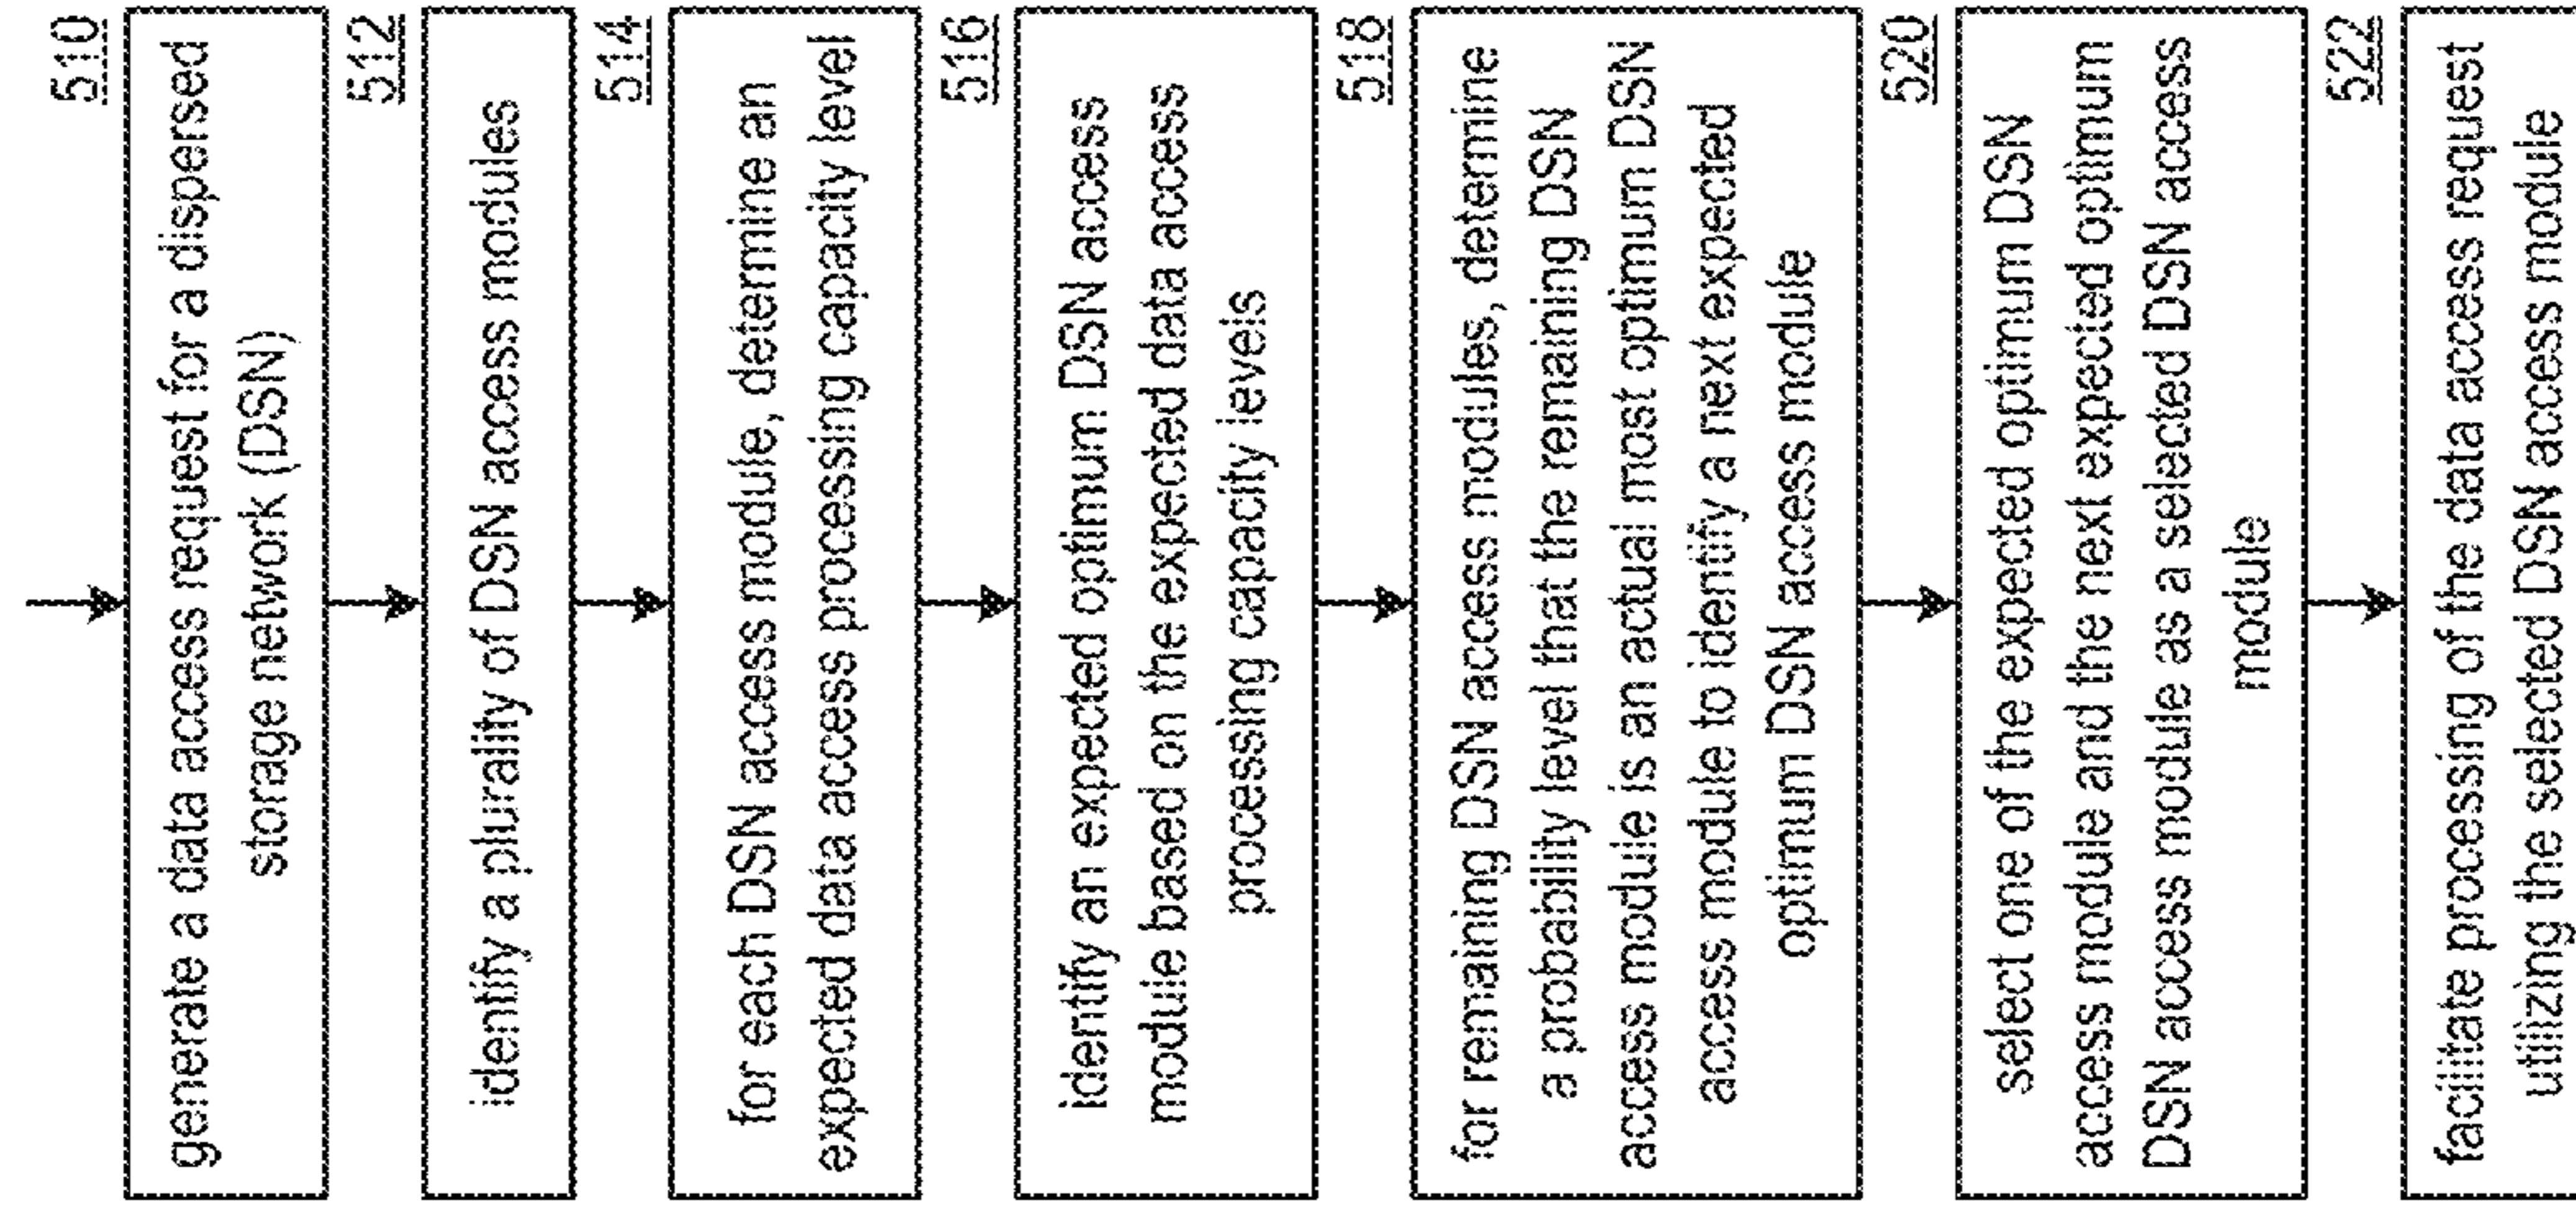 510
generate a data access request for a dispersed
storage network (DSN)
512
identify a plurality of DSN access modules
514
for each DSN access module, determine an
expected data access processing capacity level
516
identify an expected optimum DSN access
module based on the expected data access
processing capacity levels
518
for remaining DSN access modules, determine
a probability level that the remaining DSN
access module is an actual most optimum DSN
access module to identify a next expected
optimum DSN access module
520
select one of the expected optimum DSN
access module and the next expected optimum
DSN access module as a selected DSN access
module
522
facilitate processing of the data access request
utilizing the selected DSN access module